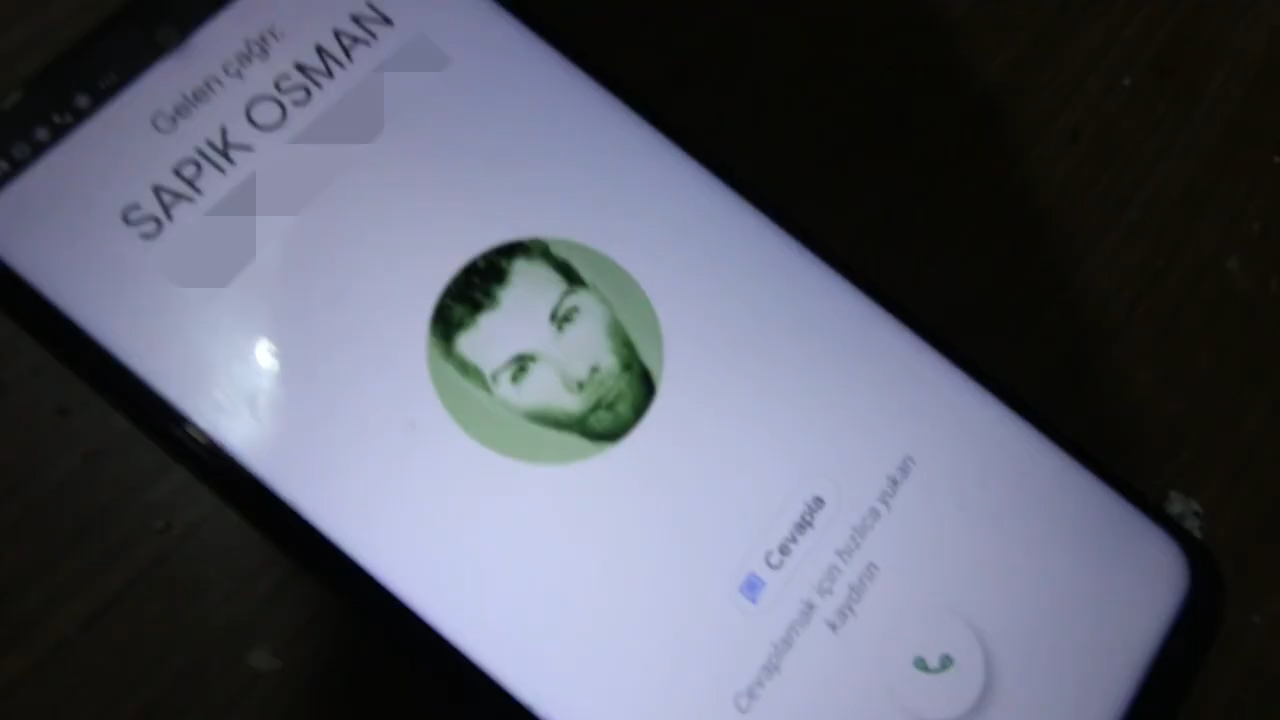 Gelen çağrı:
SAPIK OSMAN
Cevapla
Cevaplamak için hızlıca yukarı
kaydırın